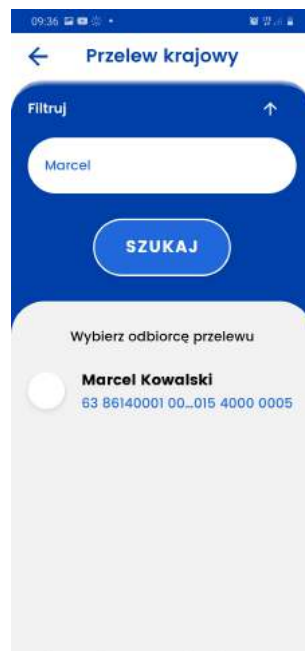 09:36
Przelew krajowy
Filtruj
Marcel
SZUKAJ
Wybierz odbiorcę przelewu
Marcel Kowalski
63 86140001 00...015 4000 0005